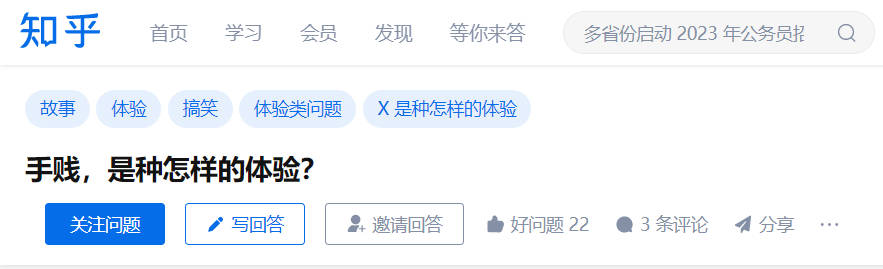 知乎 首页 学习 会员 发现 等你来答 多省份启动 2023 年公务员招
故事 体验 搞笑 体验类问题 X 是种怎样的体验
手贱，是种怎样的体验？
关注问题 写回答 邀请回答 好问题 22 3 条评论 分享 ...